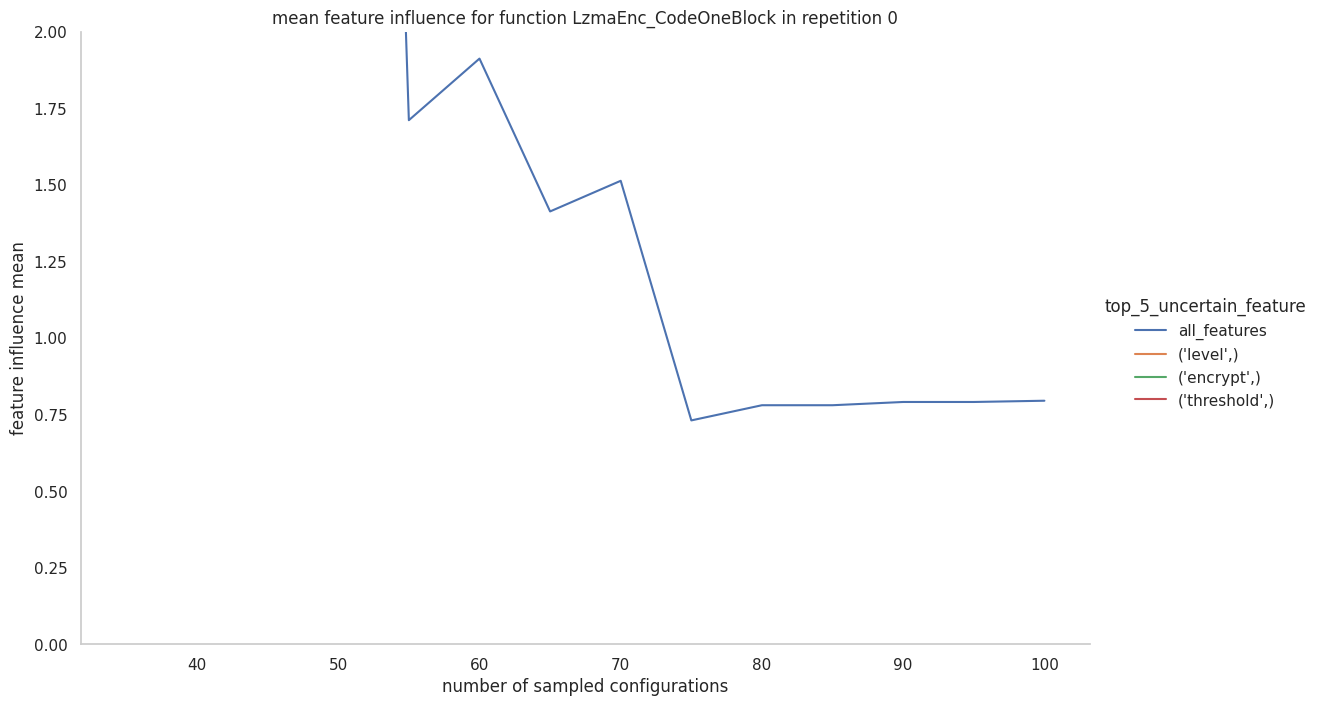 mean feature influence for function LzmaEnc_CodeOneBlock in repetition 0
2.00
1.75
1.50
1.25
1.00
0.75
0.50
0.25
0.00
feature influence mean
40 50 60 70 80 90 100
number of sampled configurations
top_5_uncertain_feature
all_features
('level',)
('encrypt',)
('threshold',)